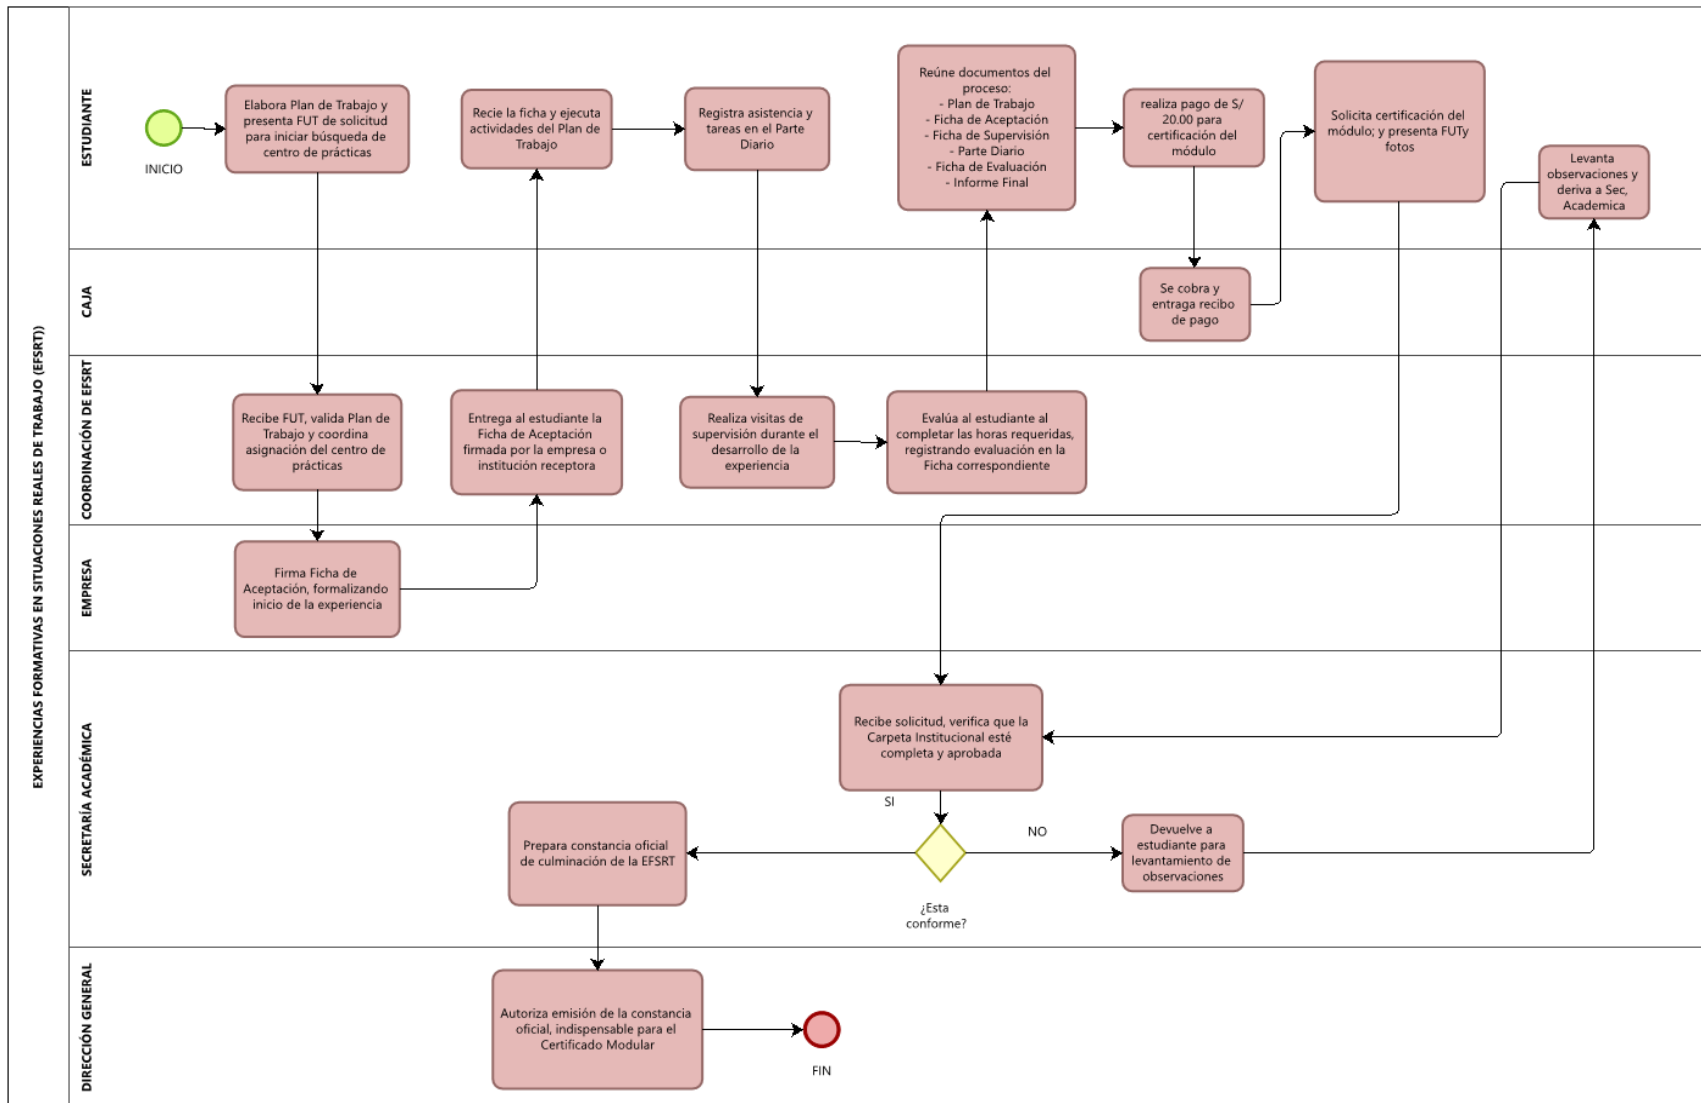 EXPERIENCIAS FORMATIVAS EN SITUACIONES REALES DE TRABAJO (EFSRT))
ESTUDIANTE
INICIO
Elabora Plan de Trabajo y
presenta FUT de solicitud
para iniciar búsqueda de
centro de prácticas
Recie la ficha y ejecuta
actividades del Plan de
Trabajo
Registra asistencia y
tareas en el Parte
Diario
Reúne documentos del
proceso:
- Plan de Trabajo
- Ficha de Aceptación
- Ficha de Supervisión
- Parte Diario
- Ficha de Evaluación
- Informe Final
realiza pago de S/
20.00 para
certificación del
módulo
Solicita certificación del
módulo; y presenta FUTy
fotos
Levanta
observaciones y
deriva a Sec,
Academica
CAJA
Se cobra y
entraga recibo
de pago
COORDINACIÓN DE EFSRT
Recibe FUT, valida Plan de
Trabajo y coordina
asignación del centro de
prácticas
Entrega al estudiante la
Ficha de Aceptación
firmada por la empresa o
institución receptora
Realiza visitas de
supervisión durante el
desarrollo de la
experiencia
Evalúa al estudiante al
completar las horas requeridas,
registrando evaluación en la
Ficha correspondiente
EMPRESA
Firma Ficha de
Aceptación, formalizando
inicio de la experiencia
SECRETARÍA ACADÉMICA
Recibe solicitud, verifica que la
Carpeta Institucional esté
completa y aprobada
SI
NO
¿Esta
conforme?
Prepara constancia oficial
de culminación de la EFSRT
Devuelve a
estudiante para
levantamiento de
observaciones
DIRECCIÓN GENERAL
Autoriza emisión de la constancia
oficial, indispensable para el
Certificado Modular
FIN